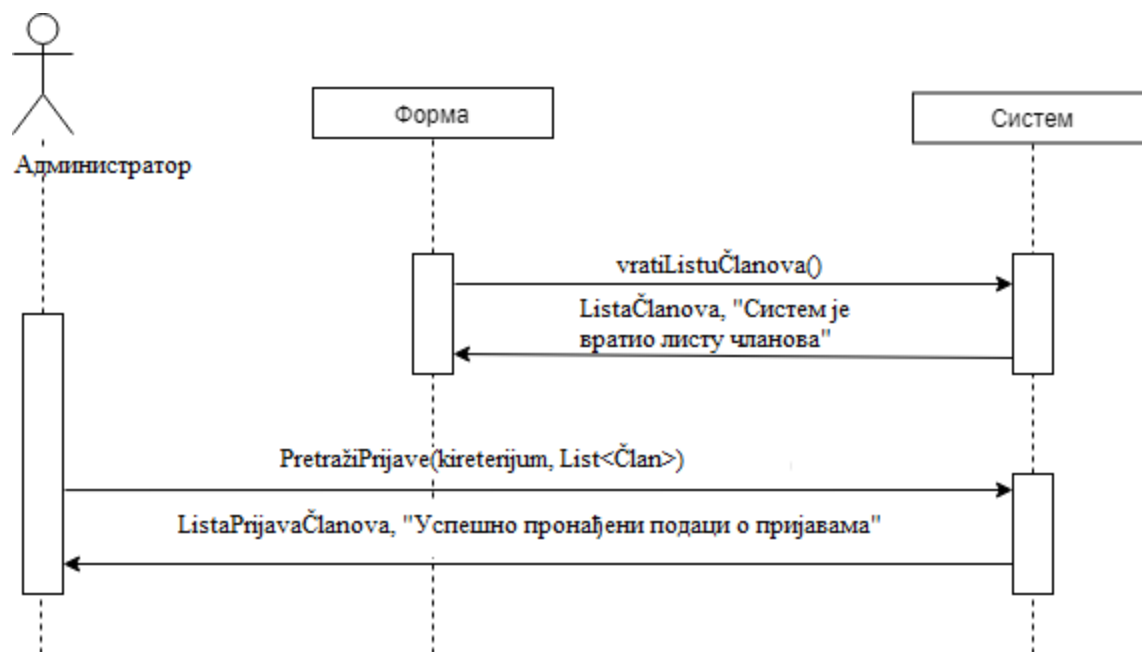 Администратор
Форма
Систем
vratiListuČlanova()
ListaČlanova, "Систем је
вратио листу чланова"
PretražiPrijave(kireterijum, List<Član>)
ListaPrijavaČlanova, "Успешно пронађени подаци о пријавама"